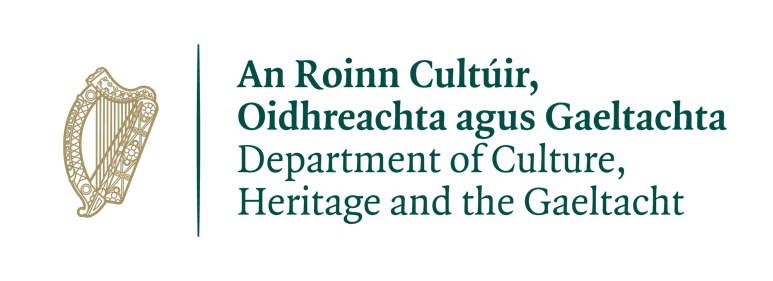 An Roinn Cultúir,
Oidhreachta agus Gaeltachta
Department of Culture,
Heritage and the Gaeltacht